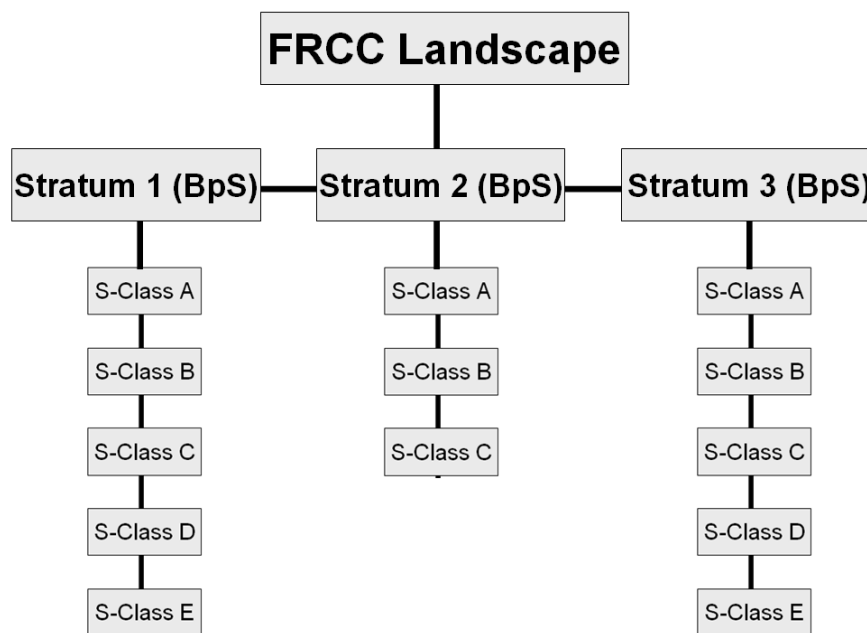 FRCC Landscape
Stratum 1 (BpS)
Stratum 2 (BpS)
Stratum 3 (BpS)
S-Class A
S-Class A
S-Class A
S-Class B
S-Class B
S-Class B
S-Class C
S-Class C
S-Class C
S-Class D
S-Class D
S-Class E
S-Class E